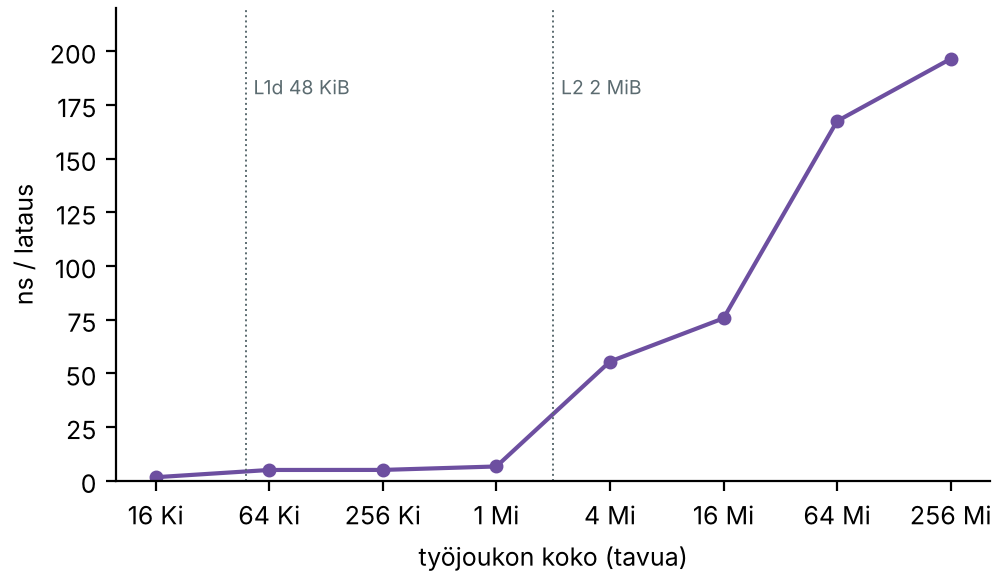 200
175
150
125
100
75
50
25
0
ns / lataus
L1d 48 KiB
L2 2 MiB
16 Ki
64 Ki
256 Ki
1 Mi
4 Mi
16 Mi
64 Mi
256 Mi
työjoukon koko (tavua)